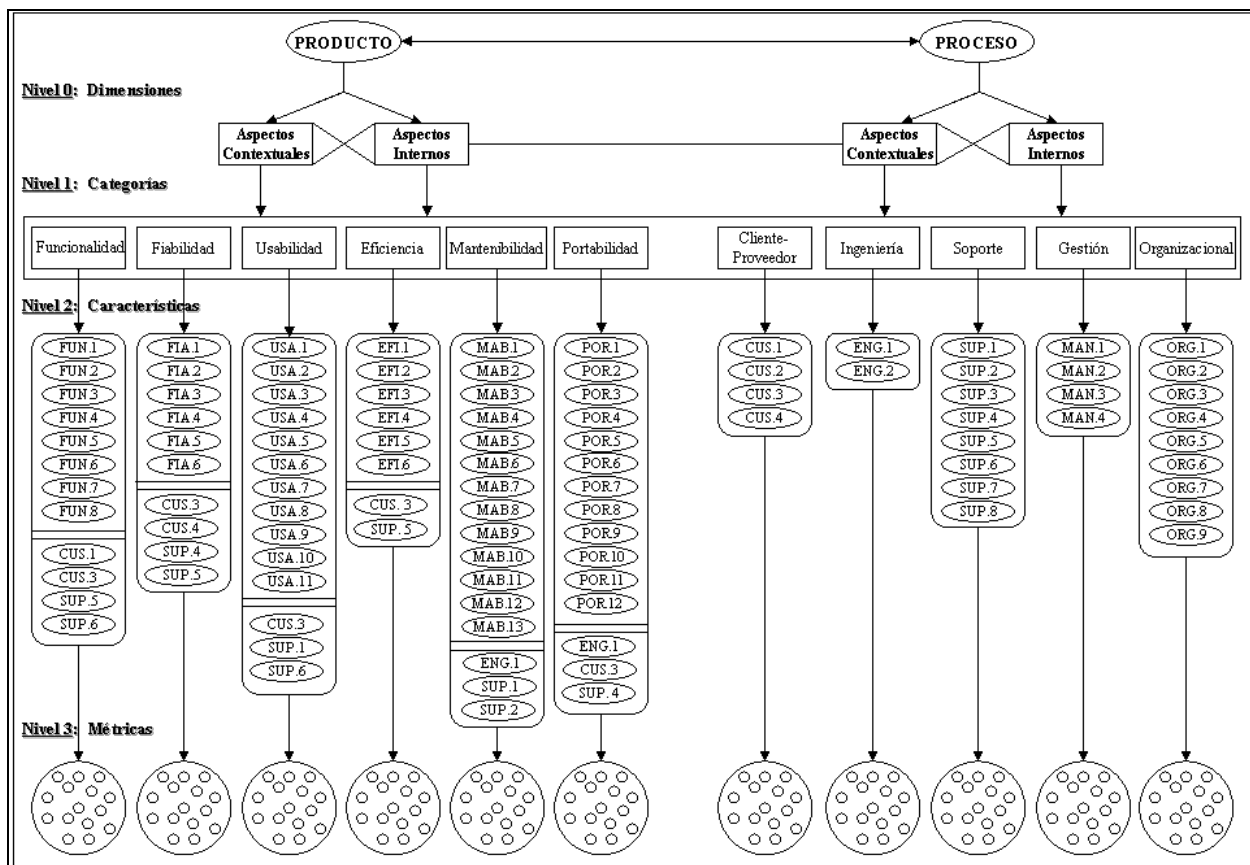 PRODUCTO
PROCESO
Nivel 0: Dimensiones
Aspectos
Contextuales
Aspectos
Internos
Aspectos
Contextuales
Aspectos
Internos
Nivel 1: Categorías
Funcionalidad
Fiabilidad
Usabilidad
Eficiencia
Mantenibilidad
Portabilidad
Cliente-
Proveedor
Ingeniería
Soporte
Gestión
Organizacional
Nivel 2: Características
FUN.1
FUN.2
FUN.3
FUN.4
FUN.5
FUN.6
FUN.7
FUN.8
CUS.1
CUS.3
SUP.5
SUP.6
FIA.1
FIA.2
FIA.3
FIA.4
FIA.5
FIA.6
CUS.3
CUS.4
SUP.4
SUP.5
USA.1
USA.2
USA.3
USA.4
USA.5
USA.6
USA.7
USA.8
USA.9
USA.10
USA.11
CUS.3
SUP.1
SUP.6
EFI.1
EFI.2
EFI.3
EFI.4
EFI.5
EFI.6
CUS. 3
SUP. 5
MAB.1
MAB.2
MAB.3
MAB.4
MAB.5
MAB.6
MAB.7
MAB.8
MAB.9
MAB.10
MAB.11
MAB.12
MAB.13
ENG.1
SUP.1
SUP.2
POR.1
POR.2
POR.3
POR.4
POR.5
POR.6
POR.7
POR.8
POR.9
POR.10
POR.11
POR.12
ENG.1
CUS.3
SUP. 4
CUS.1
CUS.2
CUS.3
CUS.4
ENG.1
ENG.2
SUP.1
SUP.2
SUP.3
SUP.4
SUP.5
SUP.6
SUP.7
SUP.8
MAN.1
MAN.2
MAN.3
MAN.4
ORG.1
ORG.2
ORG.3
ORG.4
ORG.5
ORG.6
ORG.7
ORG.8
ORG.9
Nivel 3: Métricas